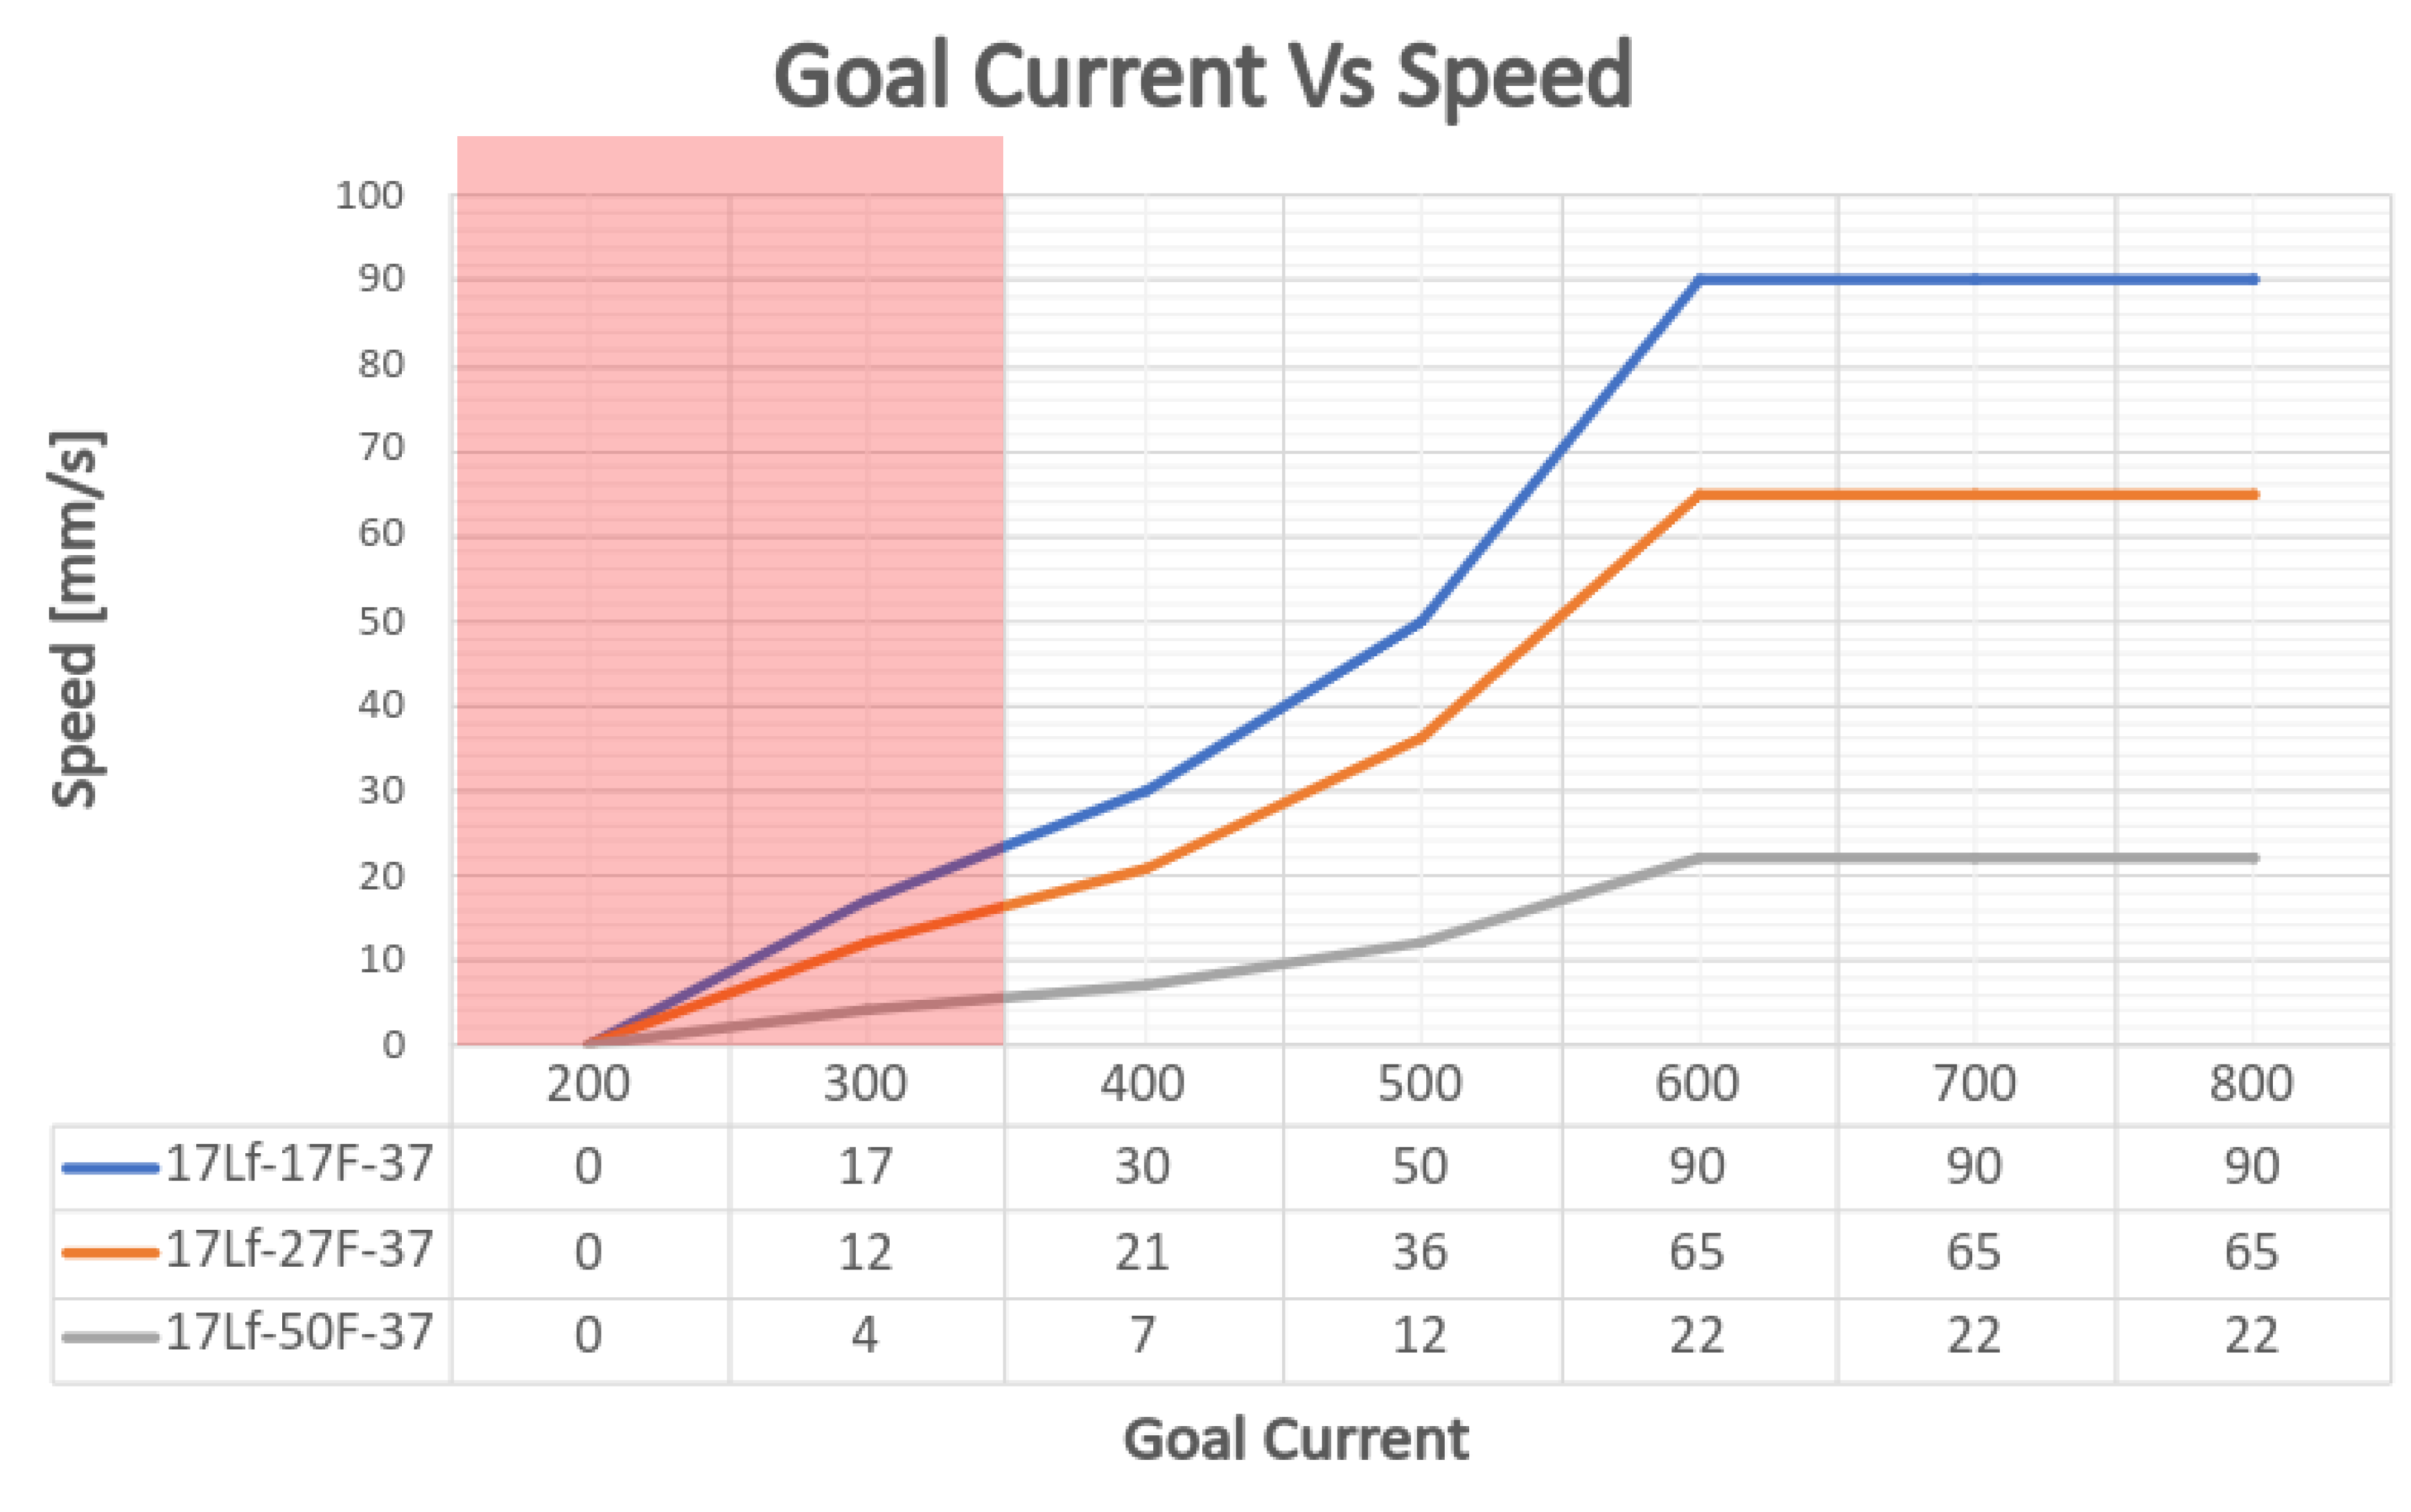 Goal Current Vs Speed
100
90
80
70
60
50
40
30
20
10
0
Speed [mm/s]
200 300 400 500 600 700 800
17Lf-17F-37 0 17 30 50 90 90 90
17Lf-27F-37 0 12 21 36 65 65 65
17Lf-50F-37 0 4 7 12 22 22 22
Goal Current